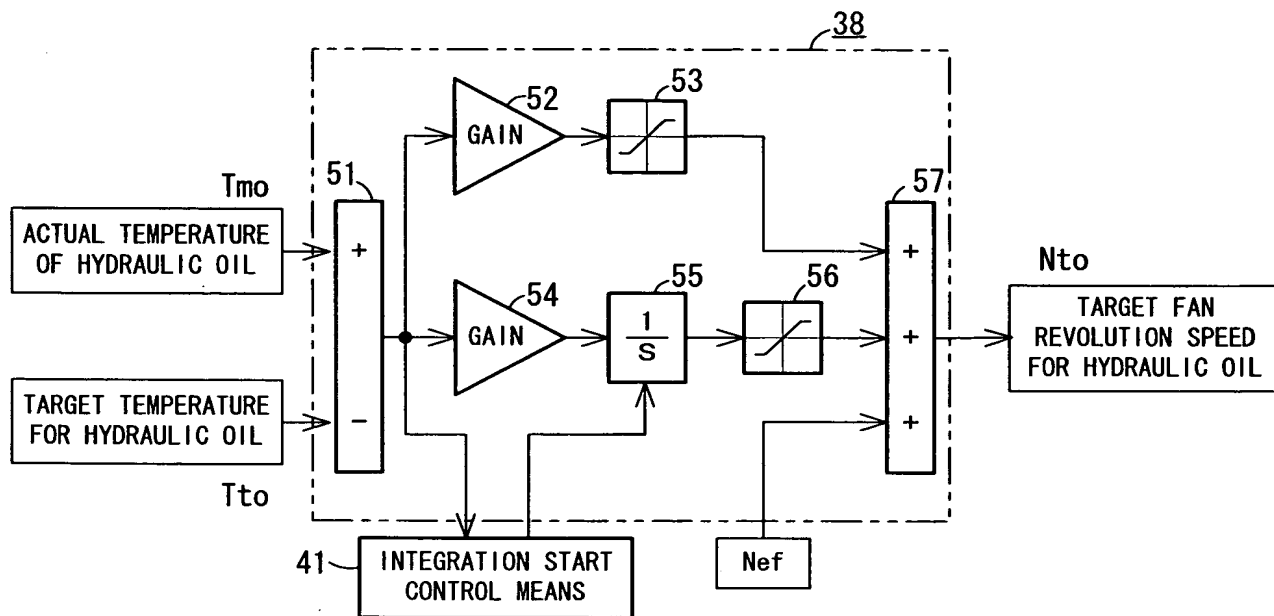 38
52
GAIN
53
Tmo
51
57
ACTUAL TEMPERATURE
OF HYDRAULIC OIL
+
+
Nto
54
GAIN
55
1
S
56
+
TARGET FAN
REVOLUTION SPEED
FOR HYDRAULIC OIL
TARGET TEMPERATURE
FOR HYDRAULIC OIL
−
+
Tto
41
INTEGRATION START
CONTROL MEANS
Nef